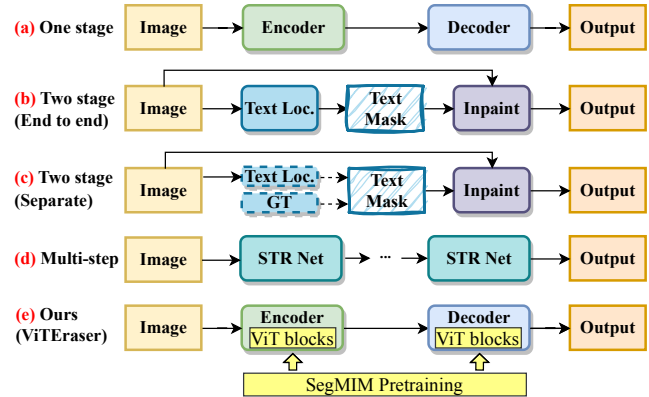 (a) One stage Image Encoder Decoder Output
(b) Two stage
(End to end)
Image Text Loc. Text
Mask Inpaint Output
(c) Two stage
(Separate)
Image Text Loc.
GT
Text
Mask Inpaint Output
(d) Multi-step Image STR Net ... STR Net Output
(e) Ours
(ViTEraser)
Image Encoder
ViT blocks
Decoder
ViT blocks
Output
SegMIM Pretraining